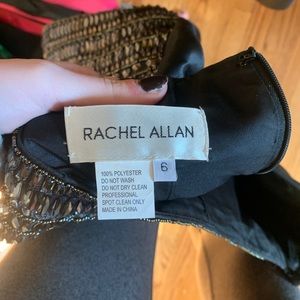 RACHEL ALLAN
6
100% POLYESTER
DO NOT WASH
DO NOT DRY CLEAN
PROFESSIONAL
SPOT CLEAN ONLY
MADE IN CHINA